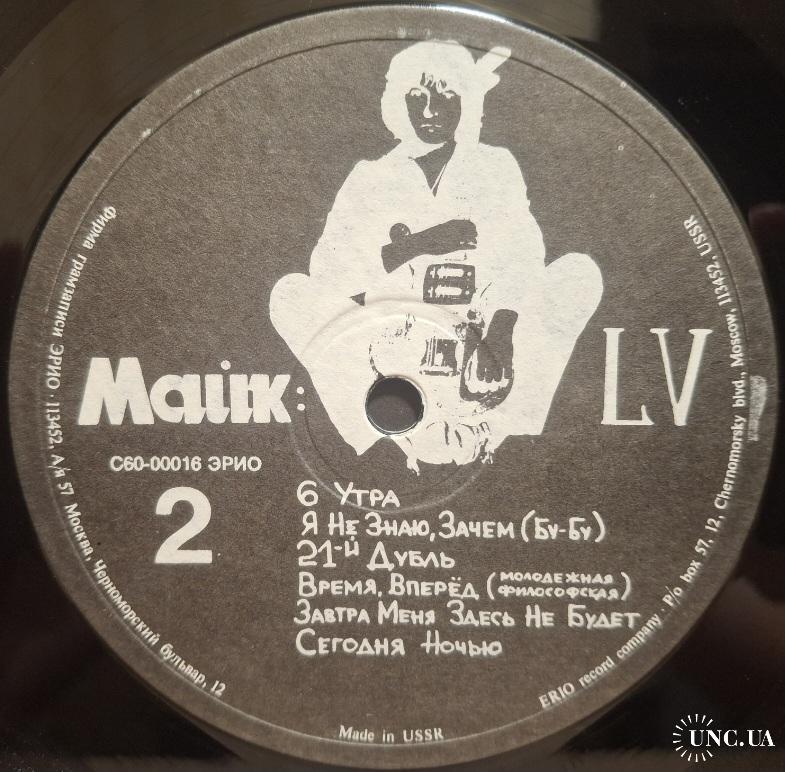 Майк:
LV
С60-00016 ЭРИО
2
6 Утра
Я Не Знаю, Зачем (Бу-Бу)
21-й Дубль
Время, Вперёд (молодежная философская)
Завтра Меня Здесь Не Будет
Сегодня Ночью
Фирма грамзаписи ЭРИО · 113452, А/я 57 Москва, Черноморский бульвар, 12
Made in USSR
ERIO record company · P/o box 57, 12, Chernomorsky blvd., Moscow, 113452, USSR
UNC.UA